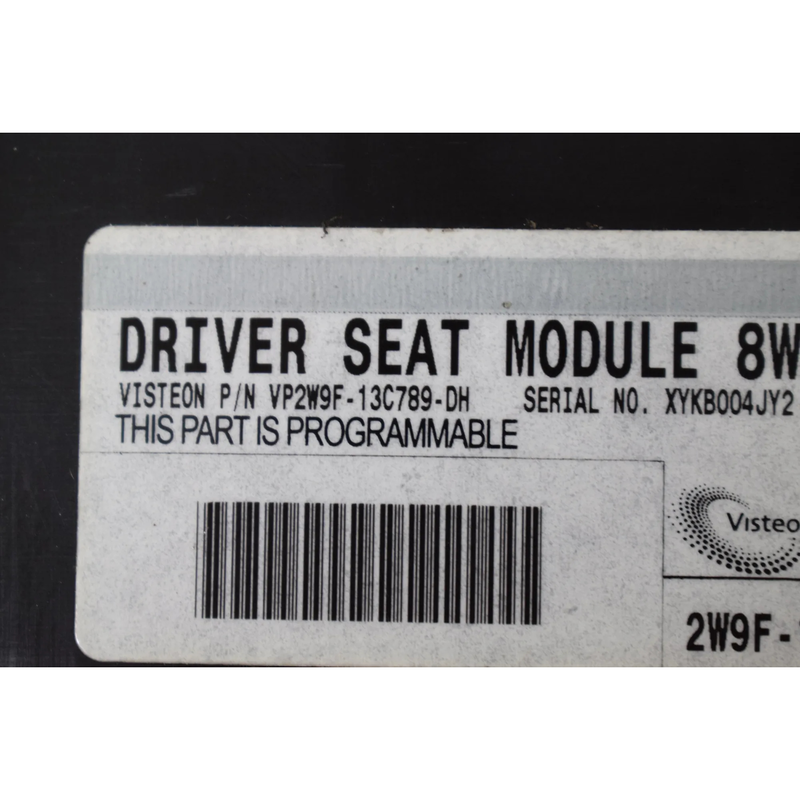 DRIVER SEAT MODULE 8W
VISTEON P/N VP2W9F-13C789-DH SERIAL NO. XYKB004JY2
THIS PART IS PROGRAMMABLE
Visteo
2W9F-